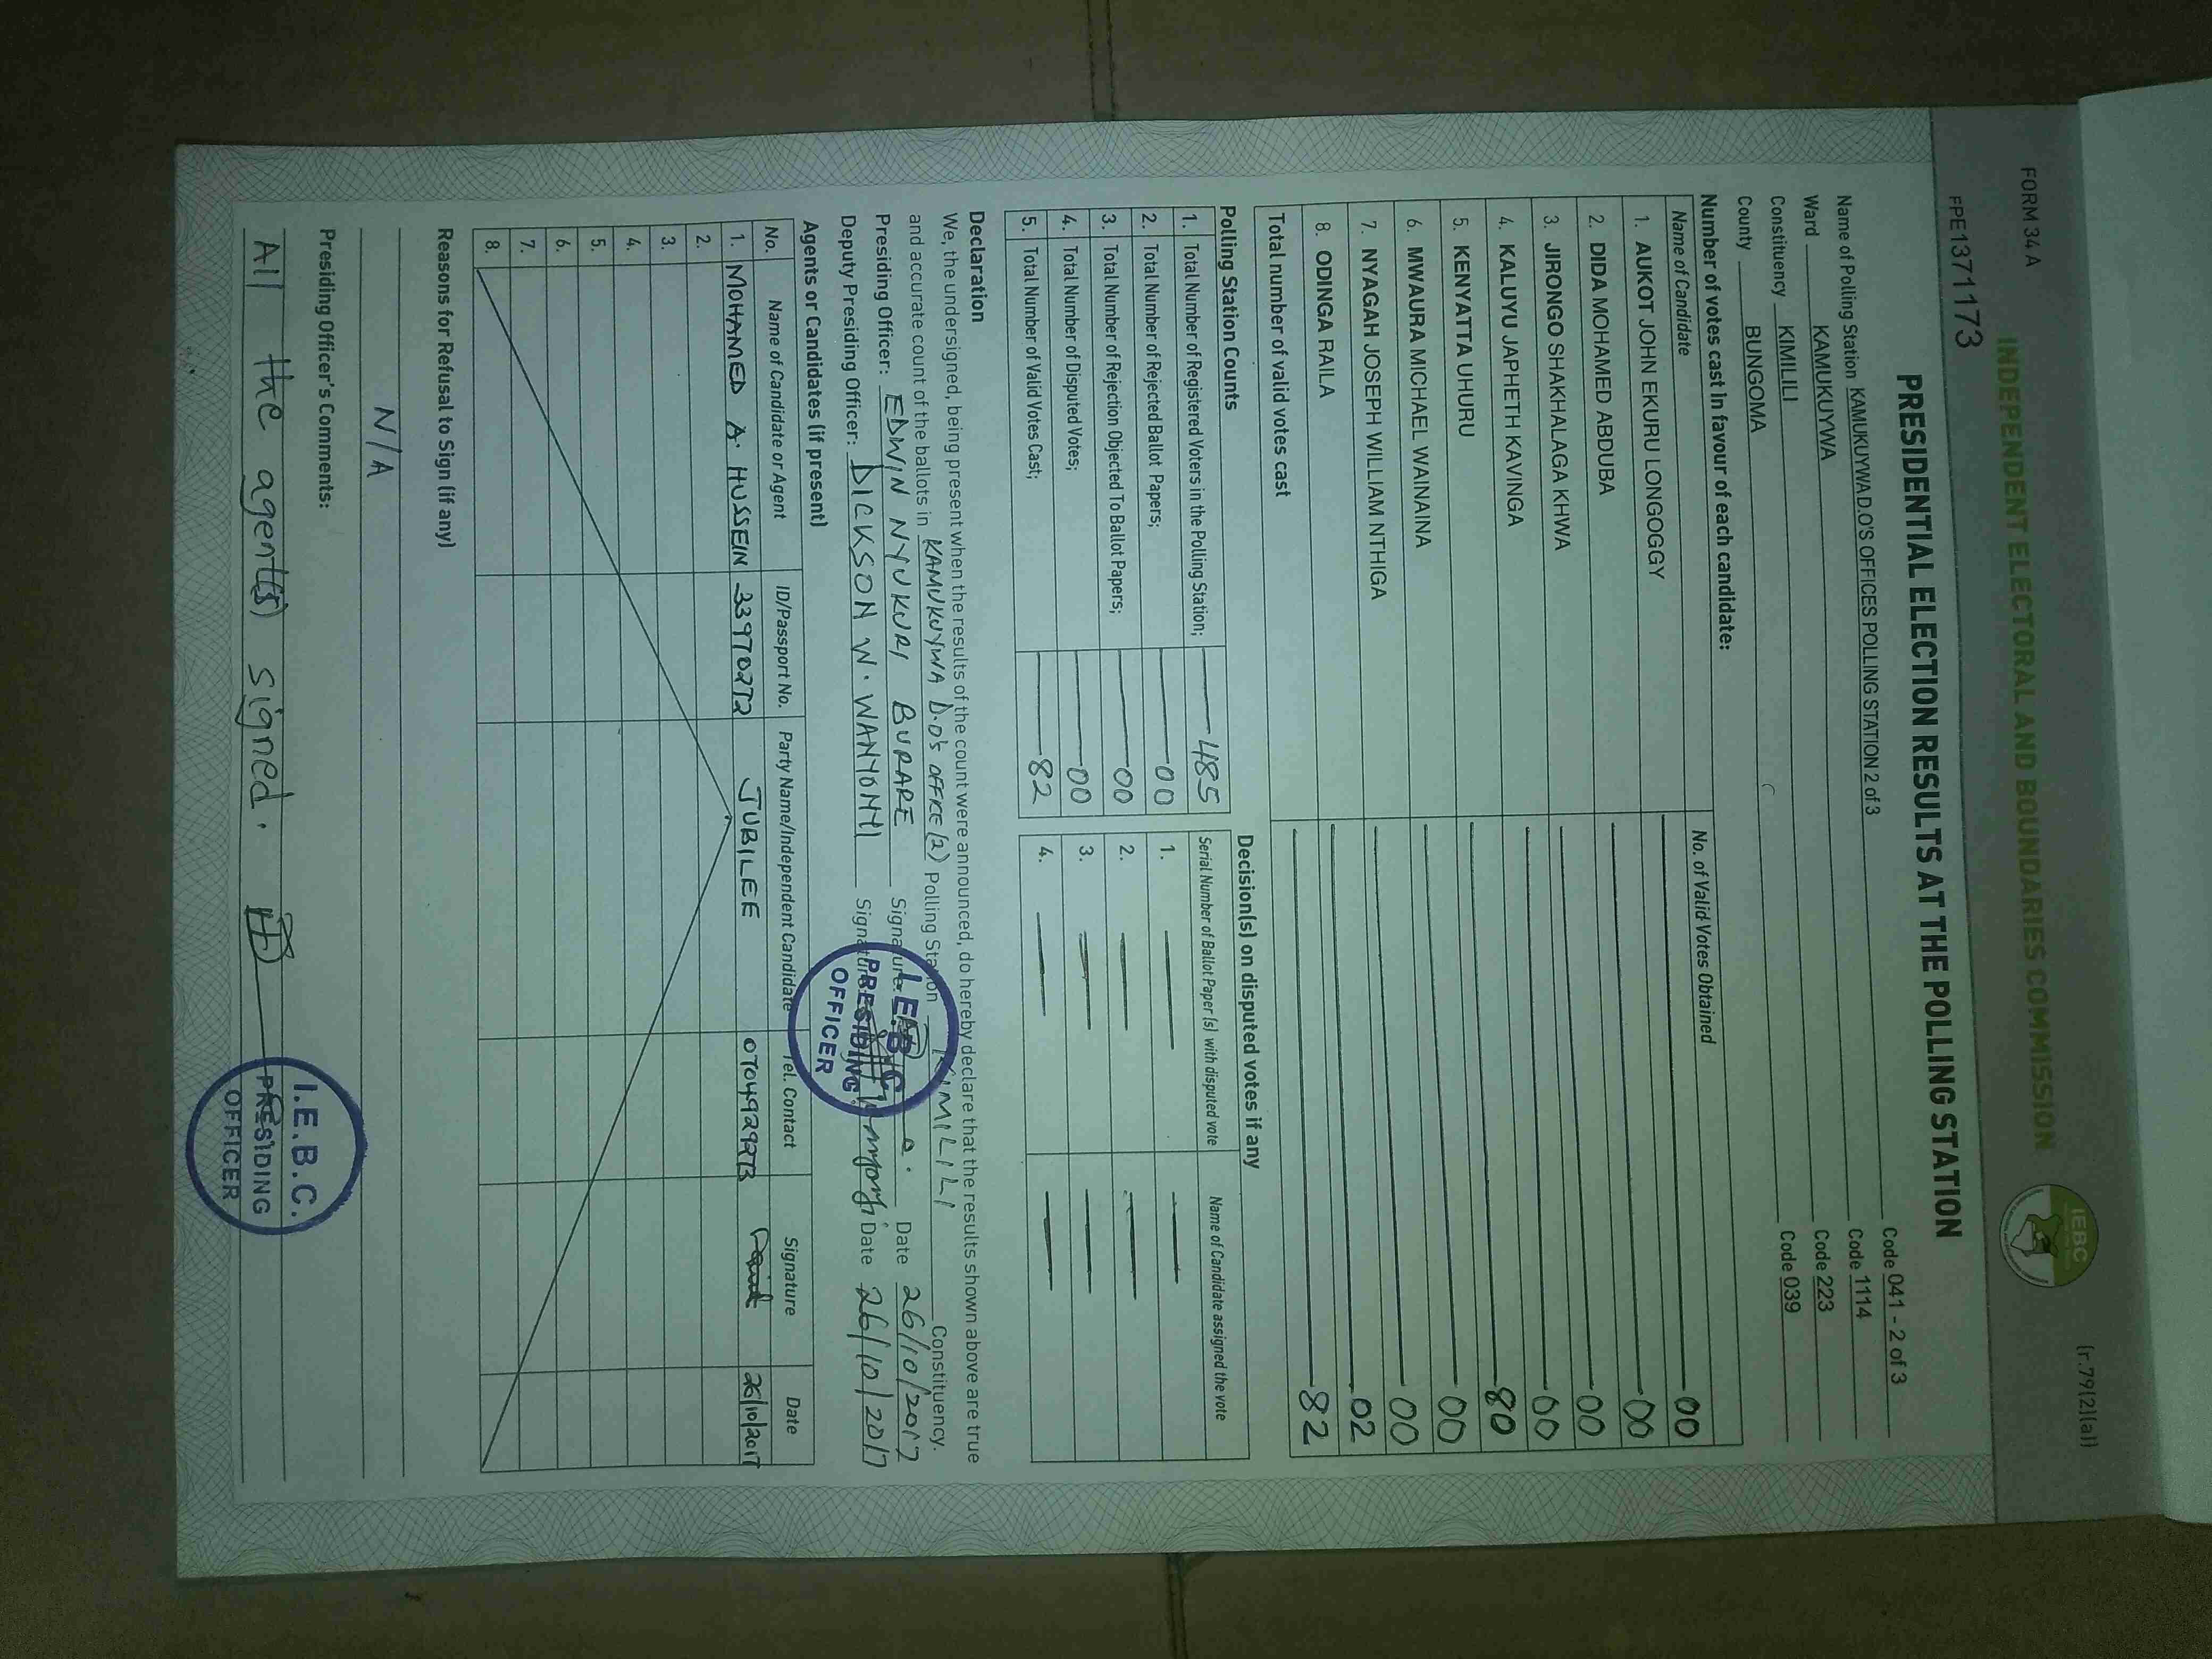 FORM 34 A
(r.79(2)(a))
INDEPENDENT ELECTORAL AND BOUNDARIES COMMISSION
IEBC
FPE1371173
PRESIDENTIAL ELECTION RESULTS AT THE POLLING STATION
Name of Polling Station KAMUKUYWA D.O'S OFFICES POLLING STATION 2 of 3 Code 041 - 2 of 3
Ward KAMUKUYWA Code 1114
Constituency KIMILILI Code 223
County BUNGOMA Code 039
Number of votes cast in favour of each candidate:
Name of Candidate No. of Valid Votes Obtained
1. AUKOT JOHN EKURU LONGOGGY 00
2. DIDA MOHAMED ABDUBA 00
3. JIRONGO SHAKHALAGA KHWA 00
4. KALUYU JAPHETH KAVINGA 00
5. KENYATTA UHURU 80
6. MWAURA MICHAEL WAINAINA 00
7. NYAGAH JOSEPH WILLIAM NTHIGA 00
8. ODINGA RAILA 02
Total number of valid votes cast 82
Polling Station Counts Decision(s) on disputed votes if any
Serial Number of Ballot Paper (s) with disputed vote Name of Candidate assigned the vote
1. Total Number of Registered Voters in the Polling Station; 485 1.
2. Total Number of Rejected Ballot Papers; 00 2.
3. Total Number of Rejection Objected To Ballot Papers; 00 3.
4. Total Number of Disputed Votes; 00 4.
5. Total Number of Valid Votes Cast; 82
Declaration
We, the undersigned, being present when the results of the count were announced, do hereby declare that the results shown above are true
and accurate count of the ballots in KAMUKUYWA D.O's OFFICE (2) Polling Station KIMILILI Constituency.
Presiding Officer: EDWIN NYUKURI BURARE Signature Date 26/10/2017
Deputy Presiding Officer: DICKSON W. WANYONYI Signature Date 26/10/2017
I.E.B.C.
PRESIDING
OFFICER
Agents or Candidates (if present)
No. Name of Candidate or Agent ID/Passport No. Party Name/Independent Candidate Tel. Contact Signature Date
1. MOHAMED A. HUSSEIN 33970272 JUBILEE 0704929273 26/10/2017
2.
3.
4.
5.
6.
7.
8.
Reasons for Refusal to Sign (if any)
N/A
Presiding Officer's Comments:
All the agent(s) signed.
I.E.B.C.
PRESIDING
OFFICER